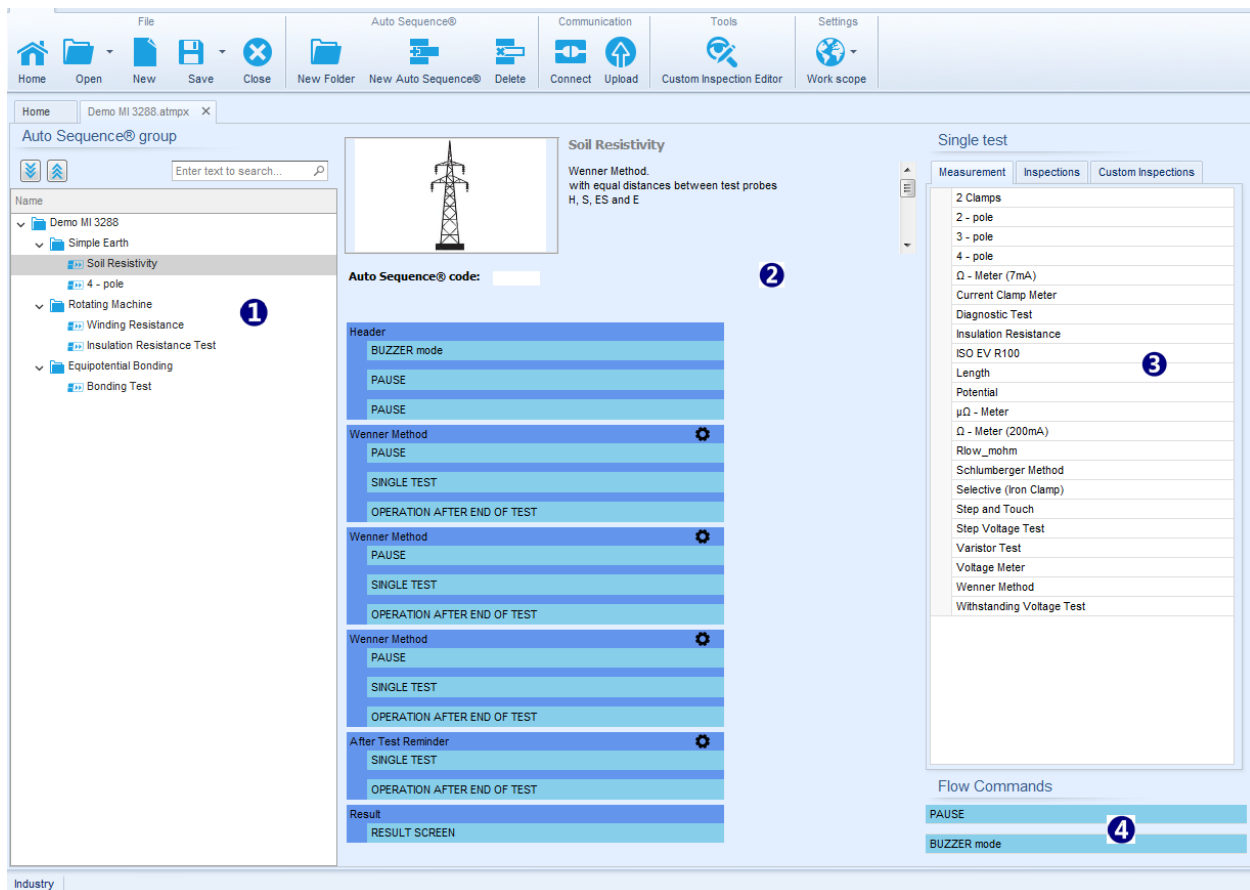 File
Auto Sequence®
Communication
Tools
Settings
Home
Open
New
Save
Close
New Folder
New Auto Sequence®
Delete
Connect
Upload
Custom Inspection Editor
Work scope
Home
Demo MI 3288.atmpx
Auto Sequence® group
Enter text to search...
Name
Demo MI 3288
Simple Earth
Soil Resistivity
4 - pole
Rotating Machine
Winding Resistance
Insulation Resistance Test
Equipotential Bonding
Bonding Test
1
Soil Resistivity
Wenner Method.
with equal distances between test probes
H, S, ES and E
Auto Sequence® code:
2
Header
BUZZER mode
PAUSE
PAUSE
Wenner Method
PAUSE
SINGLE TEST
OPERATION AFTER END OF TEST
Wenner Method
PAUSE
SINGLE TEST
OPERATION AFTER END OF TEST
Wenner Method
PAUSE
SINGLE TEST
OPERATION AFTER END OF TEST
After Test Reminder
SINGLE TEST
OPERATION AFTER END OF TEST
Result
RESULT SCREEN
Single test
Measurement
Inspections
Custom Inspections
2 Clamps
2 - pole
3 - pole
4 - pole
Ω - Meter (7mA)
Current Clamp Meter
Diagnostic Test
Insulation Resistance
ISO EV R100
Length
Potential
µΩ - Meter
Ω - Meter (200mA)
Rlow_mohm
Schlumberger Method
Selective (Iron Clamp)
Step and Touch
Step Voltage Test
Varistor Test
Voltage Meter
Wenner Method
Withstanding Voltage Test
3
Flow Commands
PAUSE
BUZZER mode
4
Industry